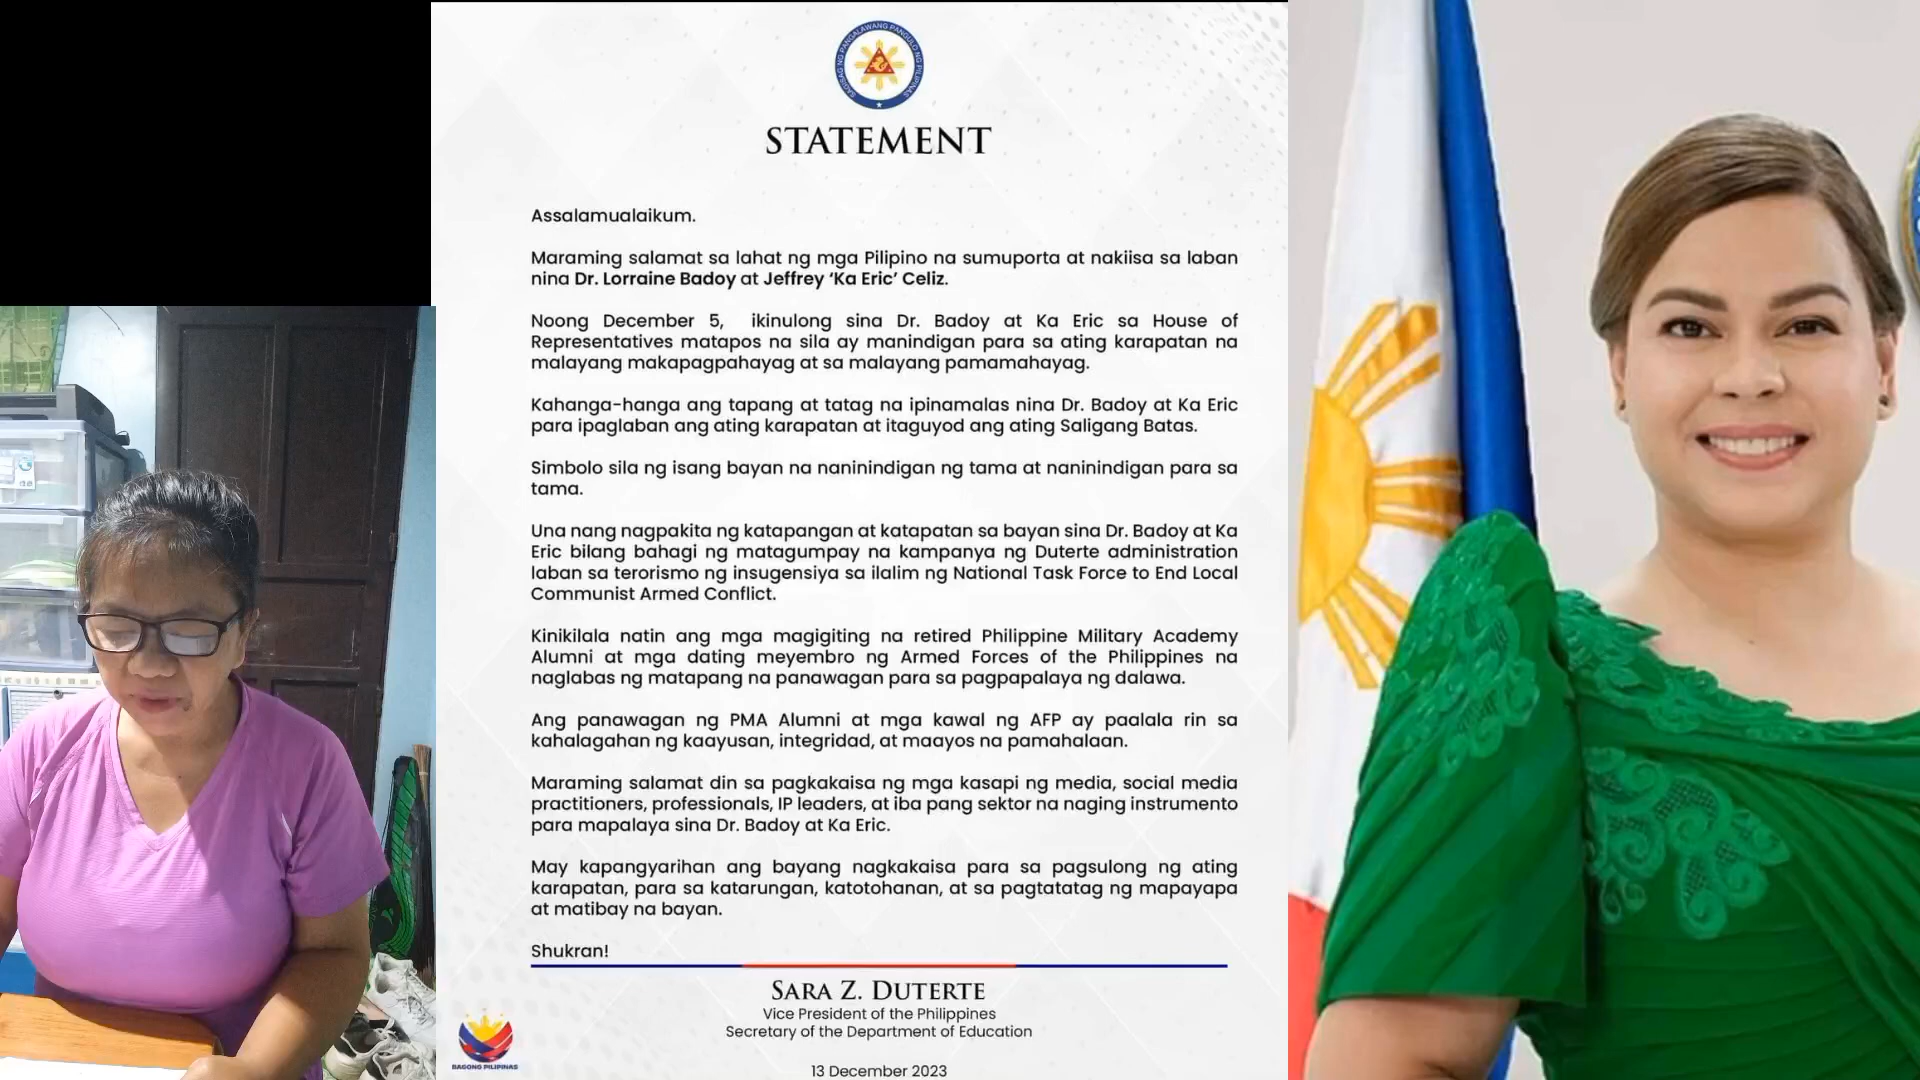 SAGISAG NG PANGALAWANG PANGULO NG PILIPINAS
STATEMENT
Assalamualaikum.
Maraming salamat sa lahat ng mga Pilipino na sumuporta at nakiisa sa laban
nina Dr. Lorraine Badoy at Jeffrey ‘Ka Eric’ Celiz.
Noong December 5, ikinulong sina Dr. Badoy at Ka Eric sa House of
Representatives matapos na sila ay manindigan para sa ating karapatan na
malayang makapagpahayag at sa malayang pamamahayag.
Kahanga-hanga ang tapang at tatag na ipinamalas nina Dr. Badoy at Ka Eric
para ipaglaban ang ating karapatan at itaguyod ang ating Saligang Batas.
Simbolo sila ng isang bayan na naninindigan ng tama at naninindigan para sa
tama.
Una nang nagpakita ng katapangan at katapatan sa bayan sina Dr. Badoy at Ka
Eric bilang bahagi ng matagumpay na kampanya ng Duterte administration
laban sa terorismo ng insugensiya sa ilalim ng National Task Force to End Local
Communist Armed Conflict.
Kinikilala natin ang mga magigiting na retired Philippine Military Academy
Alumni at mga dating meyembro ng Armed Forces of the Philippines na
naglabas ng matapang na panawagan para sa pagpapalaya ng dalawa.
Ang panawagan ng PMA Alumni at mga kawal ng AFP ay paalala rin sa
kahalagahan ng kaayusan, integridad, at maayos na pamahalaan.
Maraming salamat din sa pagkakaisa ng mga kasapi ng media, social media
practitioners, professionals, IP leaders, at iba pang sektor na naging instrumento
para mapalaya sina Dr. Badoy at Ka Eric.
May kapangyarihan ang bayang nagkakaisa para sa pagsulong ng ating
karapatan, para sa katarungan, katotohanan, at sa pagtatatag ng mapayapa
at matibay na bayan.
Shukran!
SARA Z. DUTERTE
Vice President of the Philippines
Secretary of the Department of Education
BAGONG PILIPINAS
13 December 2023